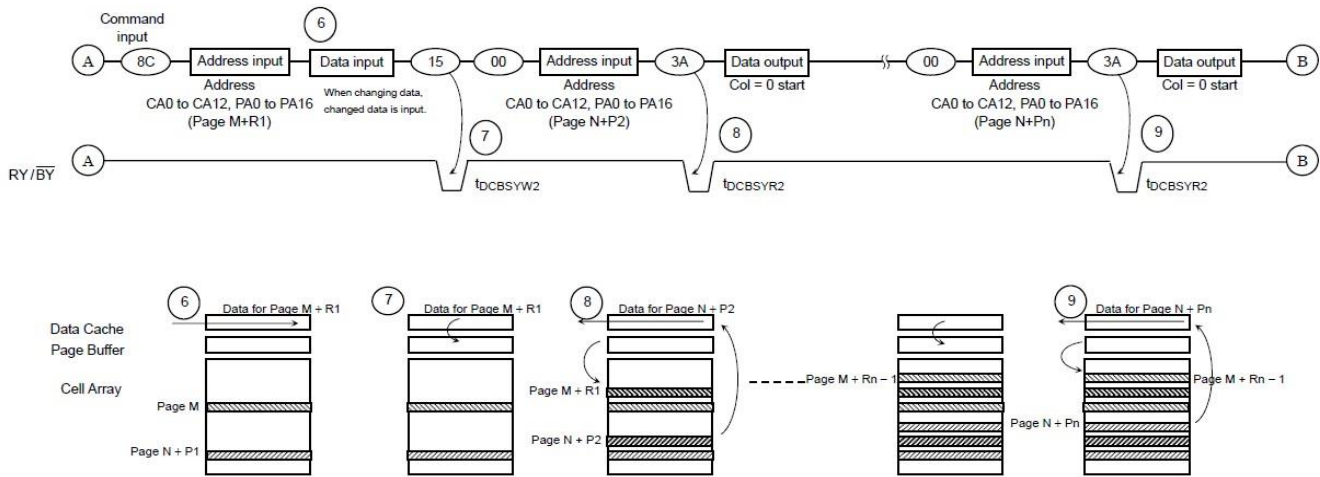 Command
input
6
A
8C
Address input
Data input
15
00
Address input
3A
Data output
00
Address input
3A
Data output
B
Address
CA0 to CA12, PA0 to PA16
(Page M+R1)
When changing data,
changed data is input.
Address
CA0 to CA12, PA0 to PA16
(Page N+P2)
Col = 0 start
Address
CA0 to CA12, PA0 to PA16
(Page N+Pn)
Col = 0 start
7
8
9
RY/BY
A
B
tDCBSYW2
tDCBSYR2
tDCBSYR2
6
Data for Page M + R1
7
Data for Page M + R1
8
Data for Page N + P2
9
Data for Page N + Pn
Data Cache
Page Buffer
Cell Array
Page M
Page N + P1
Page M + R1
Page N + P2
Page M + Rn − 1
Page N + Pn
Page M + Rn − 1